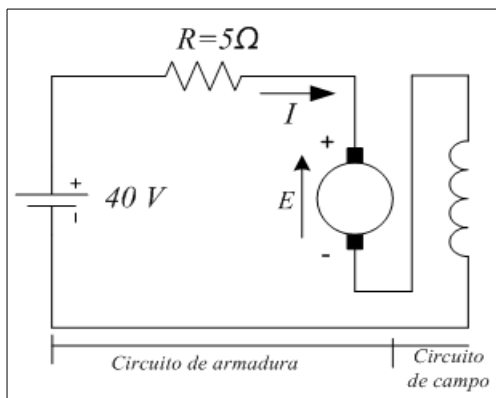 R=5Ω
I
+
+
40 V
-
E
-
Circuito de armadura
Circuito
de campo